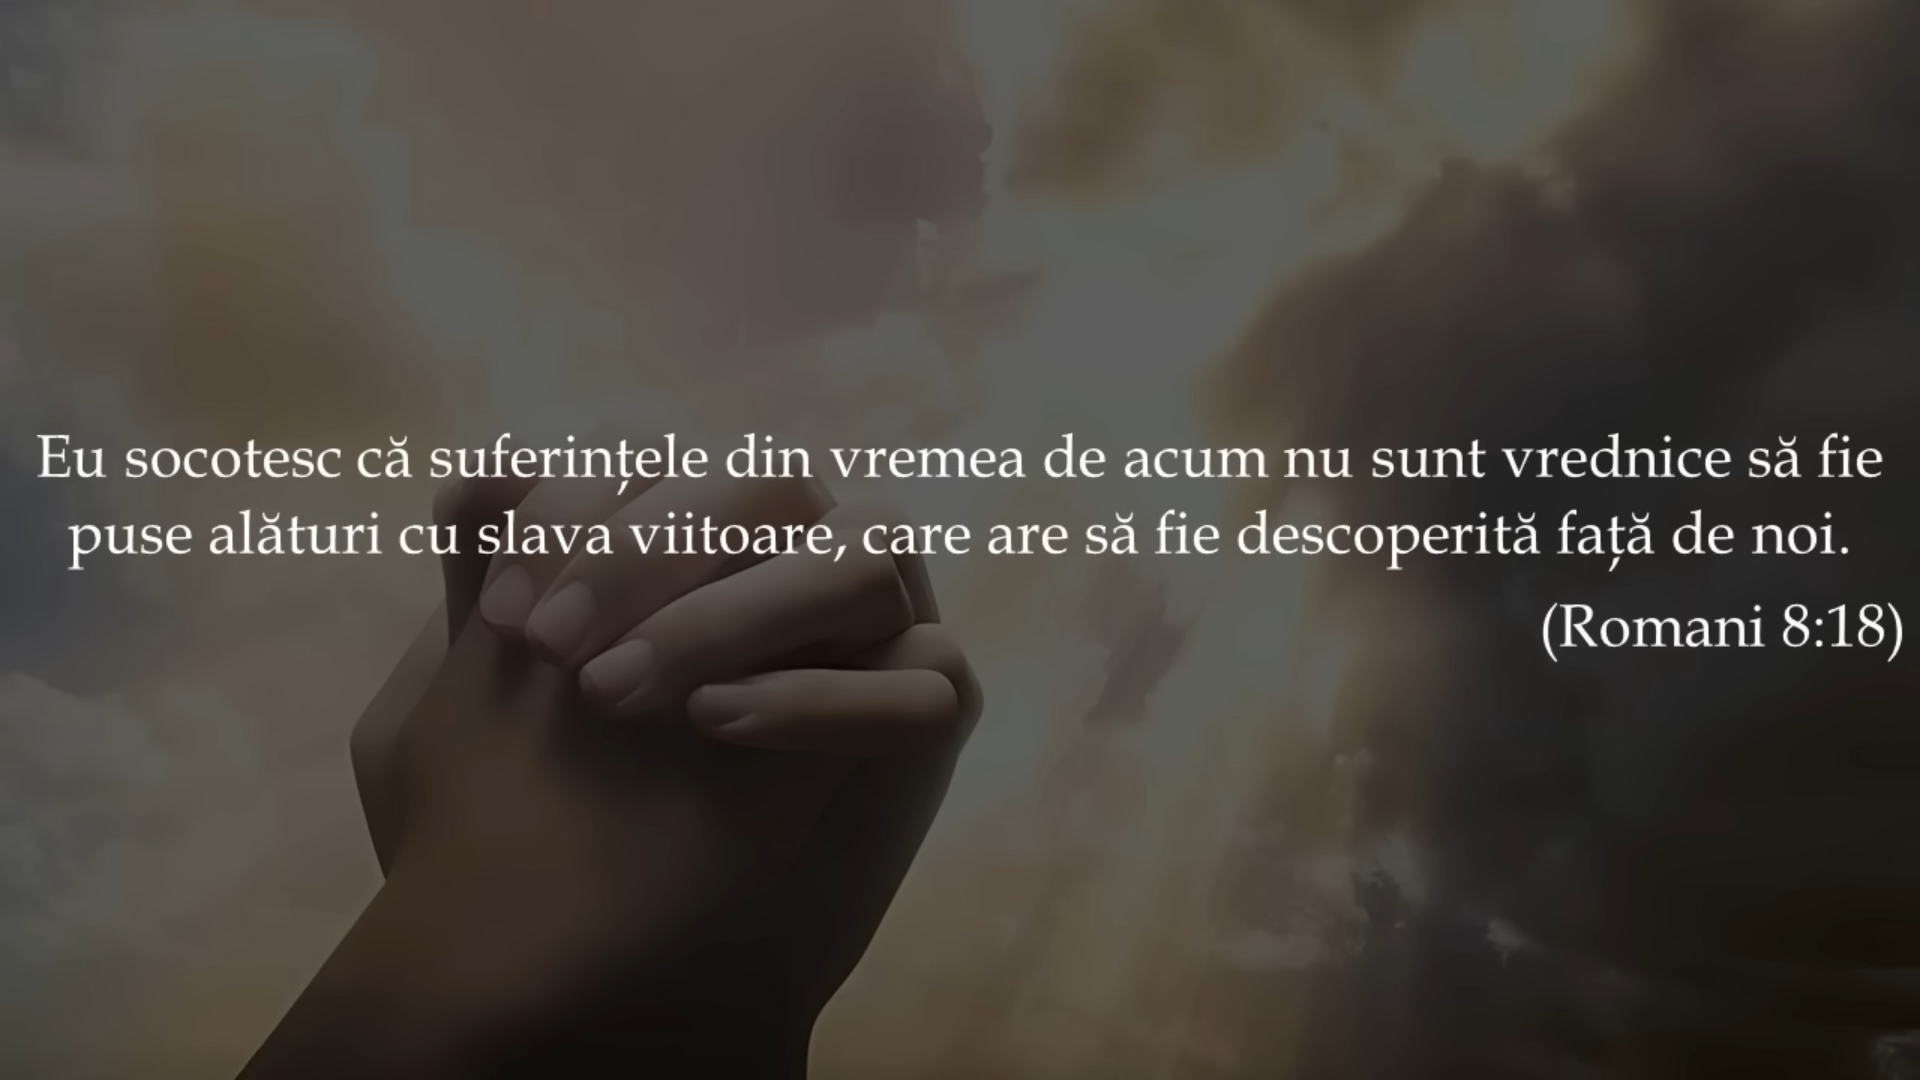 Eu socotesc că suferințele din vremea de acum nu sunt vrednice să fie
puse alături cu slava viitoare, care are să fie descoperită față de noi.
(Romani 8:18)